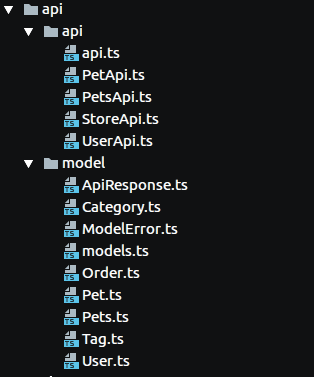 api
api
TS api.ts
TS PetApi.ts
TS PetsApi.ts
TS StoreApi.ts
TS UserApi.ts
model
TS ApiResponse.ts
TS Category.ts
TS ModelError.ts
TS models.ts
TS Order.ts
TS Pet.ts
TS Pets.ts
TS Tag.ts
TS User.ts